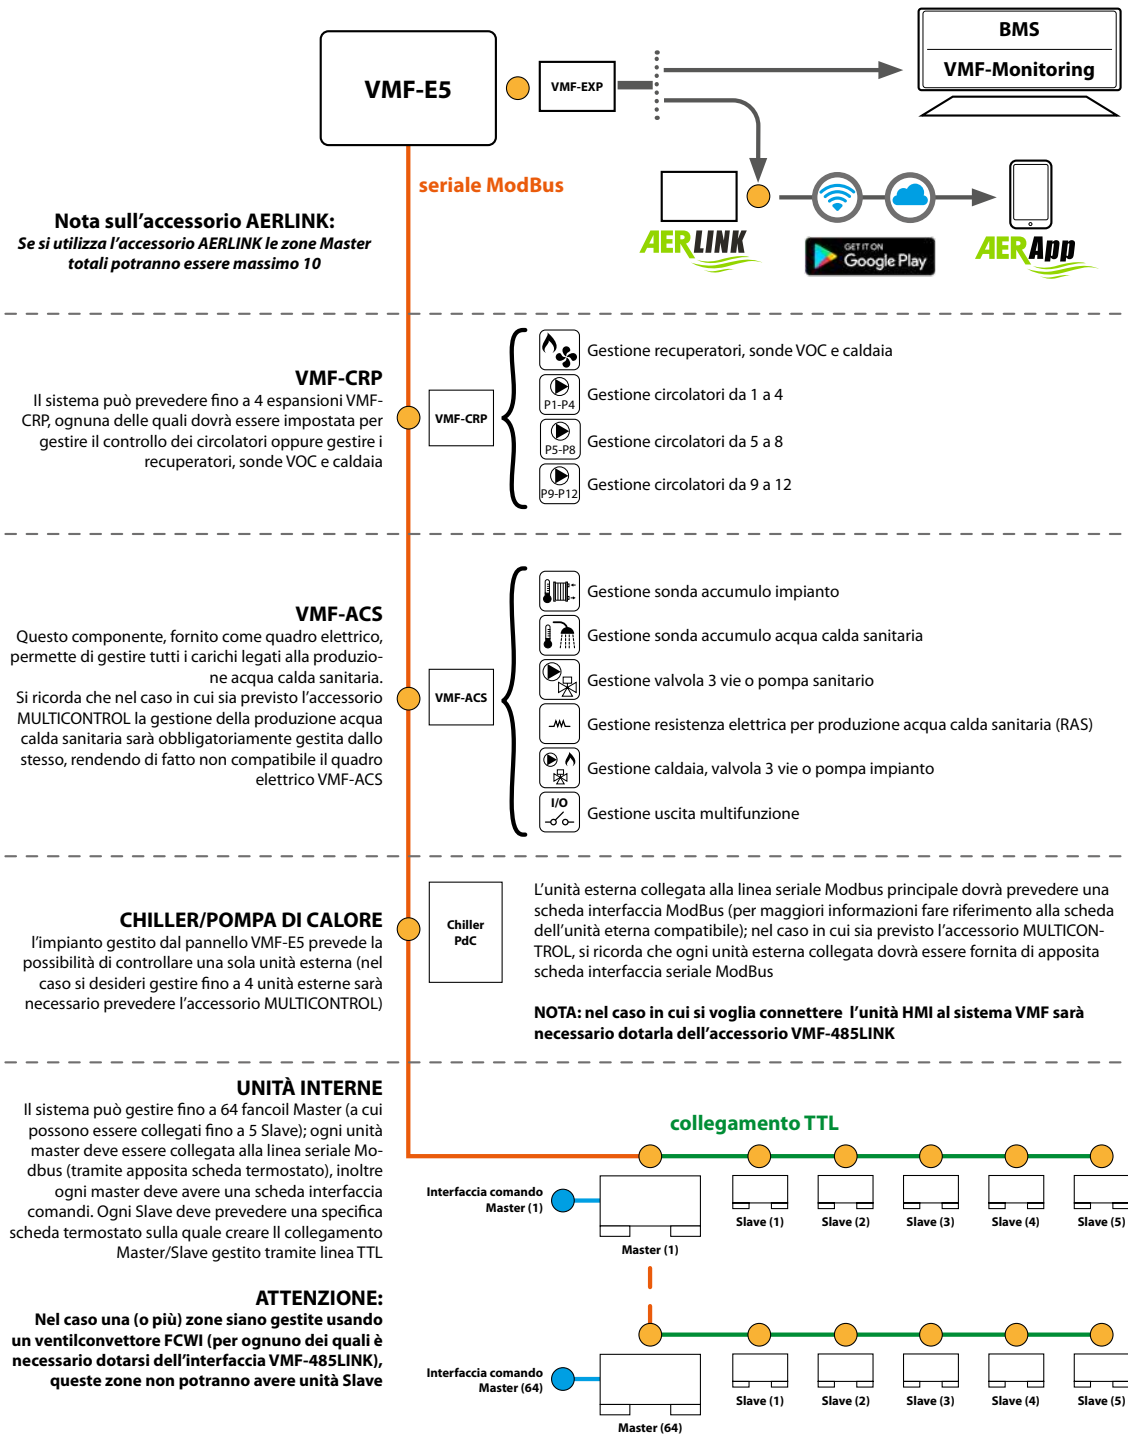 VMF-E5
VMF-EXP
BMS
VMF-Monitoring
seriale ModBus
Nota sull'accessorio AERLINK:
Se si utilizza l'accessorio AERLINK le zone Master
totali potranno essere massimo 10
AERLINK
GET IT ON
Google Play
AERApp
VMF-CRP
Il sistema può prevedere fino a 4 espansioni VMF-
CRP, ognuna delle quali dovrà essere impostata per
gestire il controllo dei circolatori oppure gestire i
recuperatori, sonde VOC e caldaia
VMF-CRP
Gestione recuperatori, sonde VOC e caldaia
P1-P4
Gestione circolatori da 1 a 4
P5-P8
Gestione circolatori da 5 a 8
P9-P12
Gestione circolatori da 9 a 12
VMF-ACS
Questo componente, fornito come quadro elettrico,
permette di gestire tutti i carichi legati alla produzio-
ne acqua calda sanitaria.
Si ricorda che nel caso in cui sia previsto l'accessorio
MULTICONTROL la gestione della produzione acqua
calda sanitaria sarà obbligatoriamente gestita dallo
stesso, rendendo di fatto non compatibile il quadro
elettrico VMF-ACS
VMF-ACS
Gestione sonda accumulo impianto
Gestione sonda accumulo acqua calda sanitaria
Gestione valvola 3 vie o pompa sanitario
Gestione resistenza elettrica per produzione acqua calda sanitaria (RAS)
Gestione caldaia, valvola 3 vie o pompa impianto
I/O
Gestione uscita multifunzione
CHILLER/POMPA DI CALORE
l'impianto gestito dal pannello VMF-E5 prevede la
possibilità di controllare una sola unità esterna (nel
caso si desideri gestire fino a 4 unità esterne sarà
necessario prevedere l'accessorio MULTICONTROL)
Chiller
PdC
L'unità esterna collegata alla linea seriale Modbus principale dovrà prevedere una
scheda interfaccia ModBus (per maggiori informazioni fare riferimento alla scheda
dell'unità eterna compatibile); nel caso in cui sia previsto l'accessorio MULTICON-
TROL, si ricorda che ogni unità esterna collegata dovrà essere fornita di apposita
scheda interfaccia seriale ModBus
NOTA: nel caso in cui si voglia connettere l'unità HMI al sistema VMF sarà
necessario dotarla dell'accessorio VMF-485LINK
UNITÀ INTERNE
Il sistema può gestire fino a 64 fancoil Master (a cui
possono essere collegati fino a 5 Slave); ogni unità
master deve essere collegata alla linea seriale Mo-
dbus (tramite apposita scheda termostato), inoltre
ogni master deve avere una scheda interfaccia
comandi. Ogni Slave deve prevedere una specifica
scheda termostato sulla quale creare Il collegamento
Master/Slave gestito tramite linea TTL
collegamento TTL
Interfaccia comando
Master (1)
Master (1)
Slave (1)
Slave (2)
Slave (3)
Slave (4)
Slave (5)
ATTENZIONE:
Nel caso una (o più) zone siano gestite usando
un ventilconvettore FCWI (per ognuno dei quali è
necessario dotarsi dell'interfaccia VMF-485LINK),
queste zone non potranno avere unità Slave
Interfaccia comando
Master (64)
Master (64)
Slave (1)
Slave (2)
Slave (3)
Slave (4)
Slave (5)